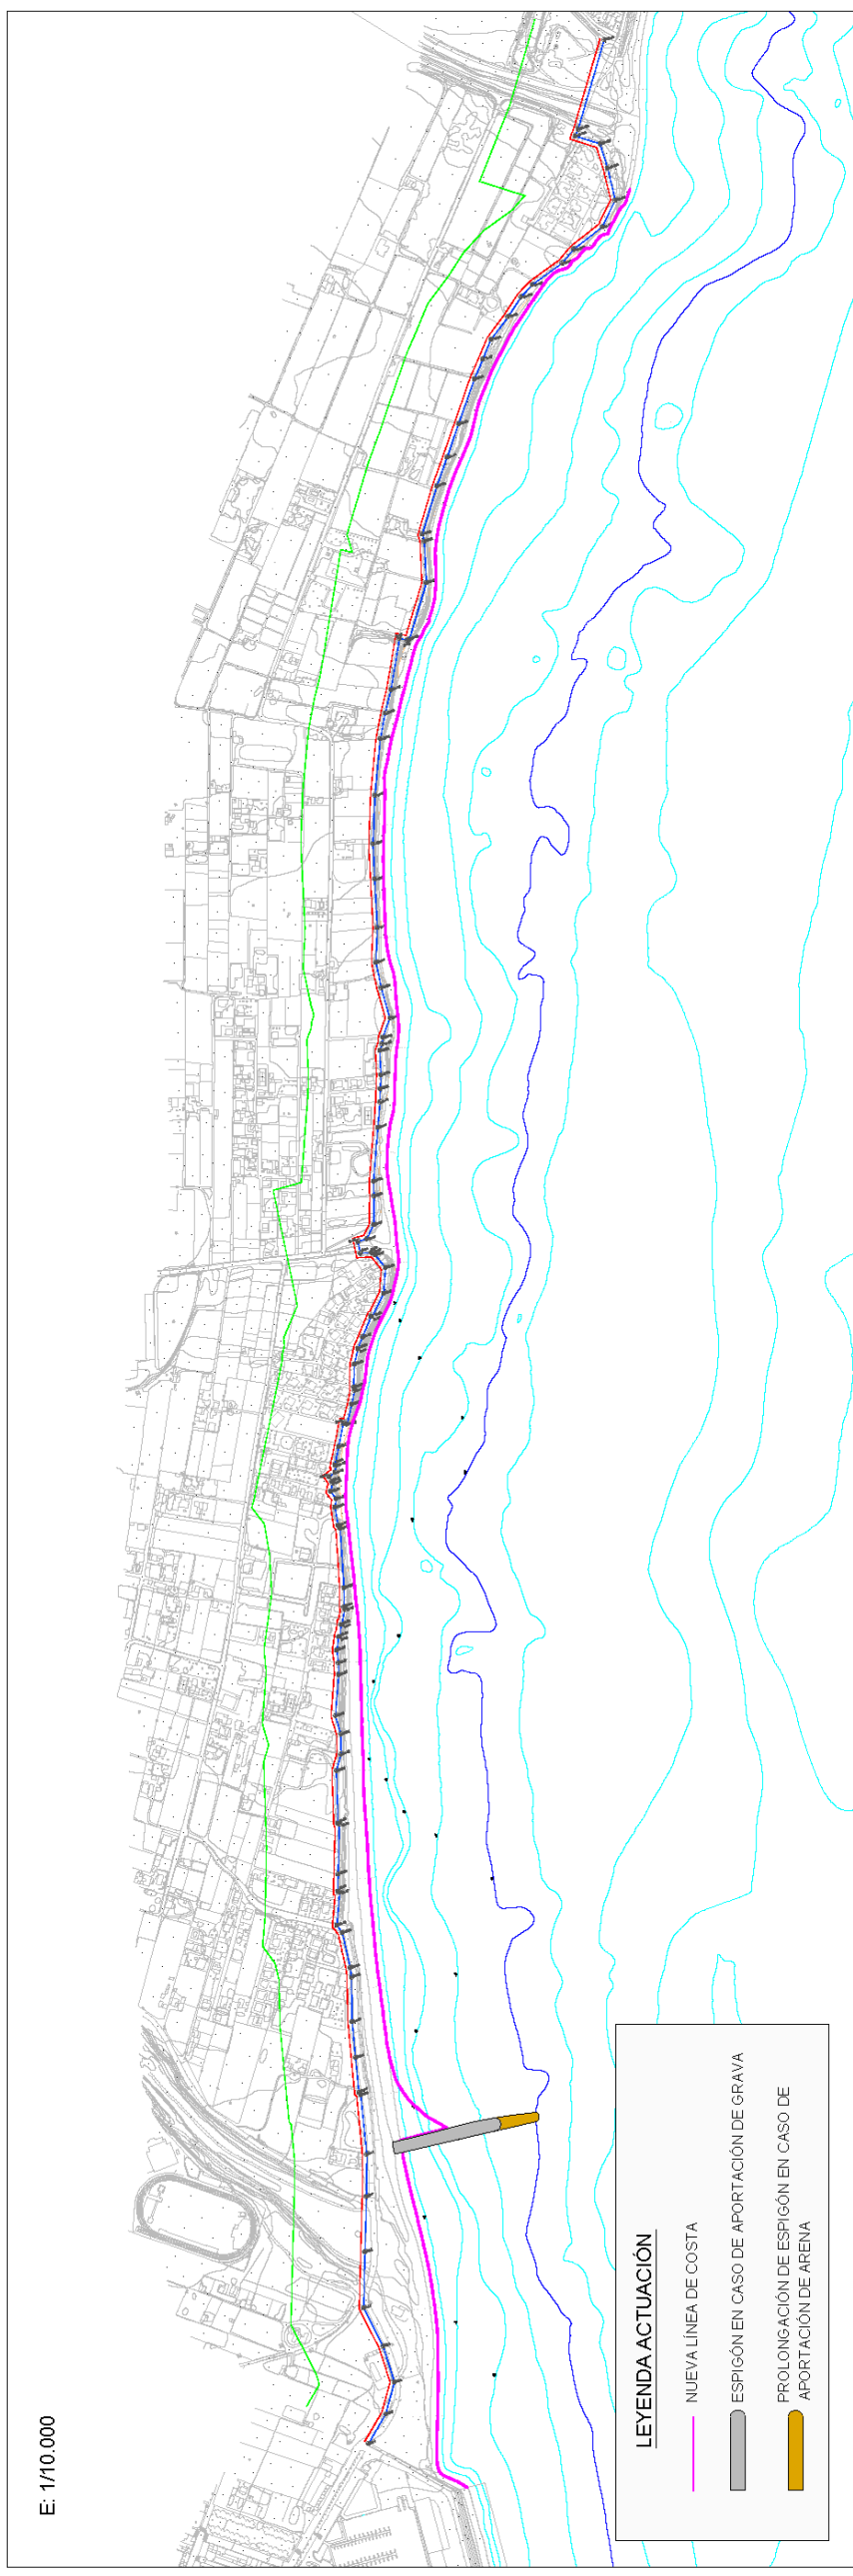 E: 1/10.000
LEYENDA ACTUACIÓN
NUEVA LÍNEA DE COSTA
ESPIGÓN EN CASO DE APORTACIÓN DE GRAVA
PROLONGACIÓN DE ESPIGÓN EN CASO DE
APORTACIÓN DE ARENA